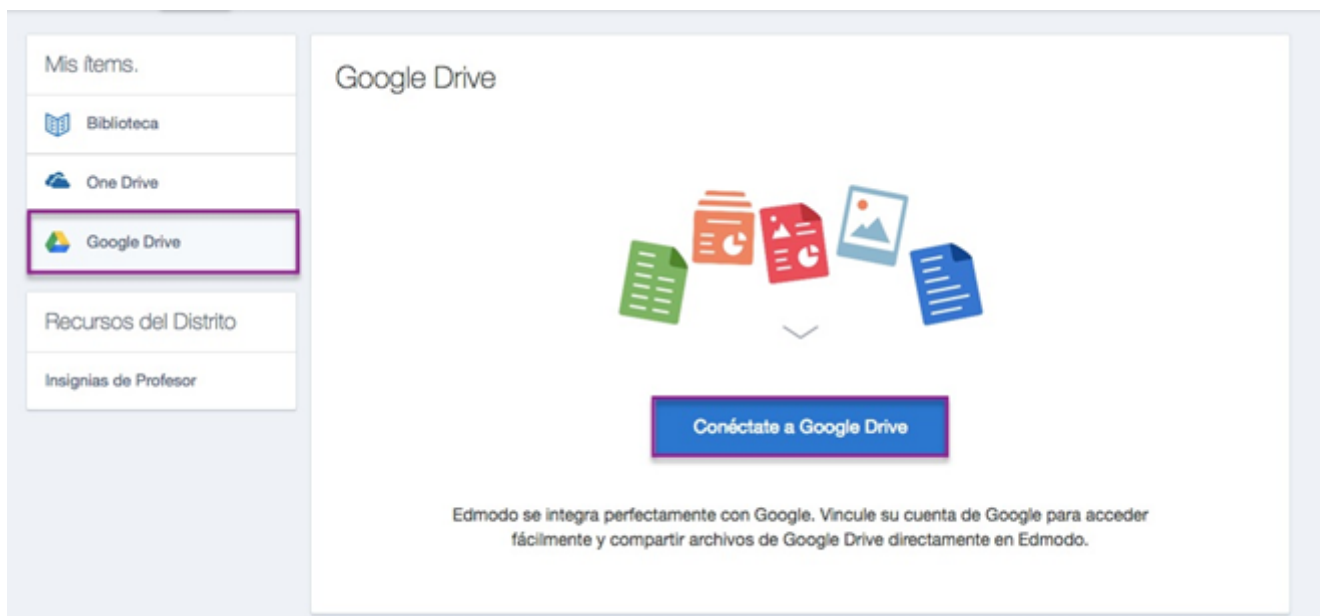 Mis ítems.
Biblioteca
One Drive
Google Drive
Recursos del Distrito
Insignias de Profesor
Google Drive
Conéctate a Google Drive
Edmodo se integra perfectamente con Google. Vincule su cuenta de Google para acceder
fácilmente y compartir archivos de Google Drive directamente en Edmodo.